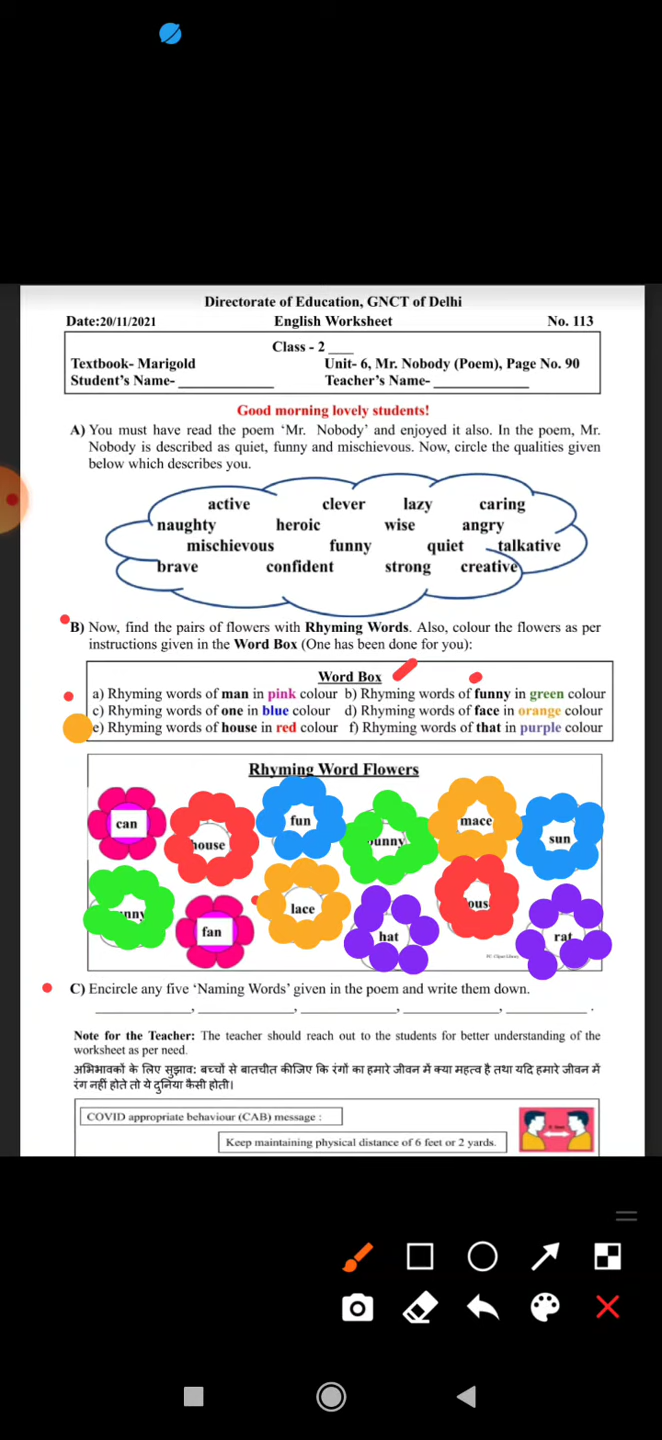 Directorate of Education, GNCT of Delhi
Date:20/11/2021 English Worksheet No. 113
Class - 2 ____
Textbook- Marigold Unit- 6, Mr. Nobody (Poem), Page No. 90
Student's Name- ______________ Teacher's Name- ______________
Good morning lovely students!
A) You must have read the poem ‘Mr. Nobody’ and enjoyed it also. In the poem, Mr.
Nobody is described as quiet, funny and mischievous. Now, circle the qualities given
below which describes you.
active clever lazy caring
naughty heroic wise angry
mischievous funny quiet talkative
brave confident strong creative
B) Now, find the pairs of flowers with Rhyming Words. Also, colour the flowers as per
instructions given in the Word Box (One has been done for you):
Word Box
a) Rhyming words of man in pink colour b) Rhyming words of funny in green colour
c) Rhyming words of one in blue colour d) Rhyming words of face in orange colour
e) Rhyming words of house in red colour f) Rhyming words of that in purple colour
Rhyming Word Flowers
can fun mace
house sun
fan lace hat rat
C) Encircle any five ‘Naming Words’ given in the poem and write them down.
______________, ______________, ______________, ______________, ____________ .
Note for the Teacher: The teacher should reach out to the students for better understanding of the
worksheet as per need.
अभिभावकों के लिए सुझाव: बच्चों से बातचीत कीजिए कि रंगों का हमारे जीवन में क्या महत्व है तथा यदि हमारे जीवन में
रंग नहीं होते तो ये दुनिया कैसी होती।
COVID appropriate behaviour (CAB) message :
Keep maintaining physical distance of 6 feet or 2 yards.